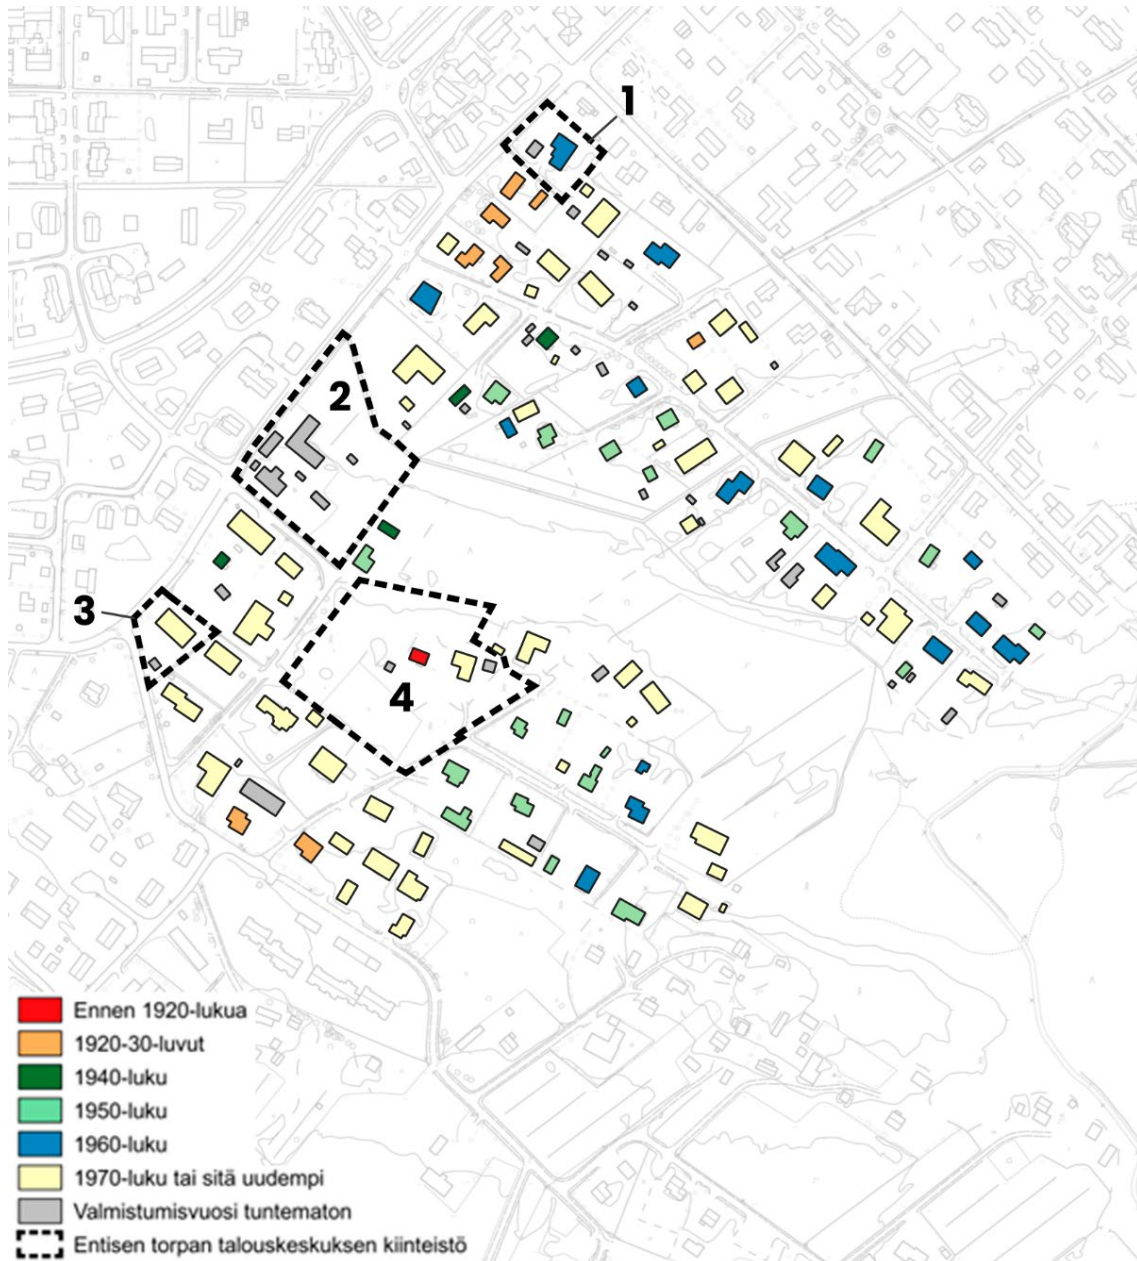 1
2
3
4
Ennen 1920-lukua
1920-30-luvut
1940-luku
1950-luku
1960-luku
1970-luku tai sitä uudempi
Valmistumisvuosi tuntematon
Entisen torpan talouskeskuksen kiinteistö